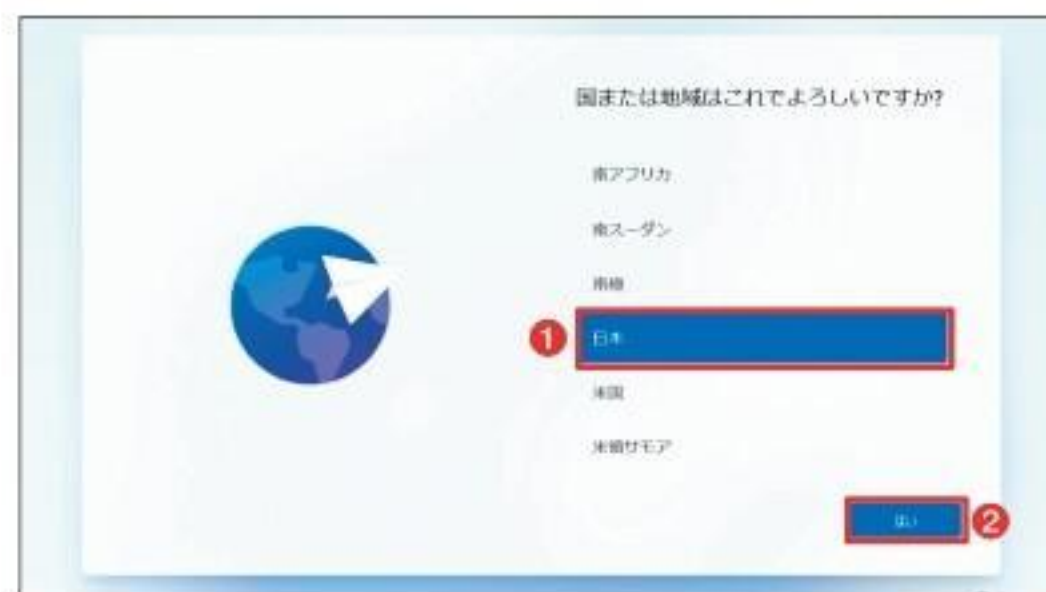 国または地域はこれでよろしいですか?
南アフリカ
南スーダン
南極
1
日本
米国
米領サモア
はい
2